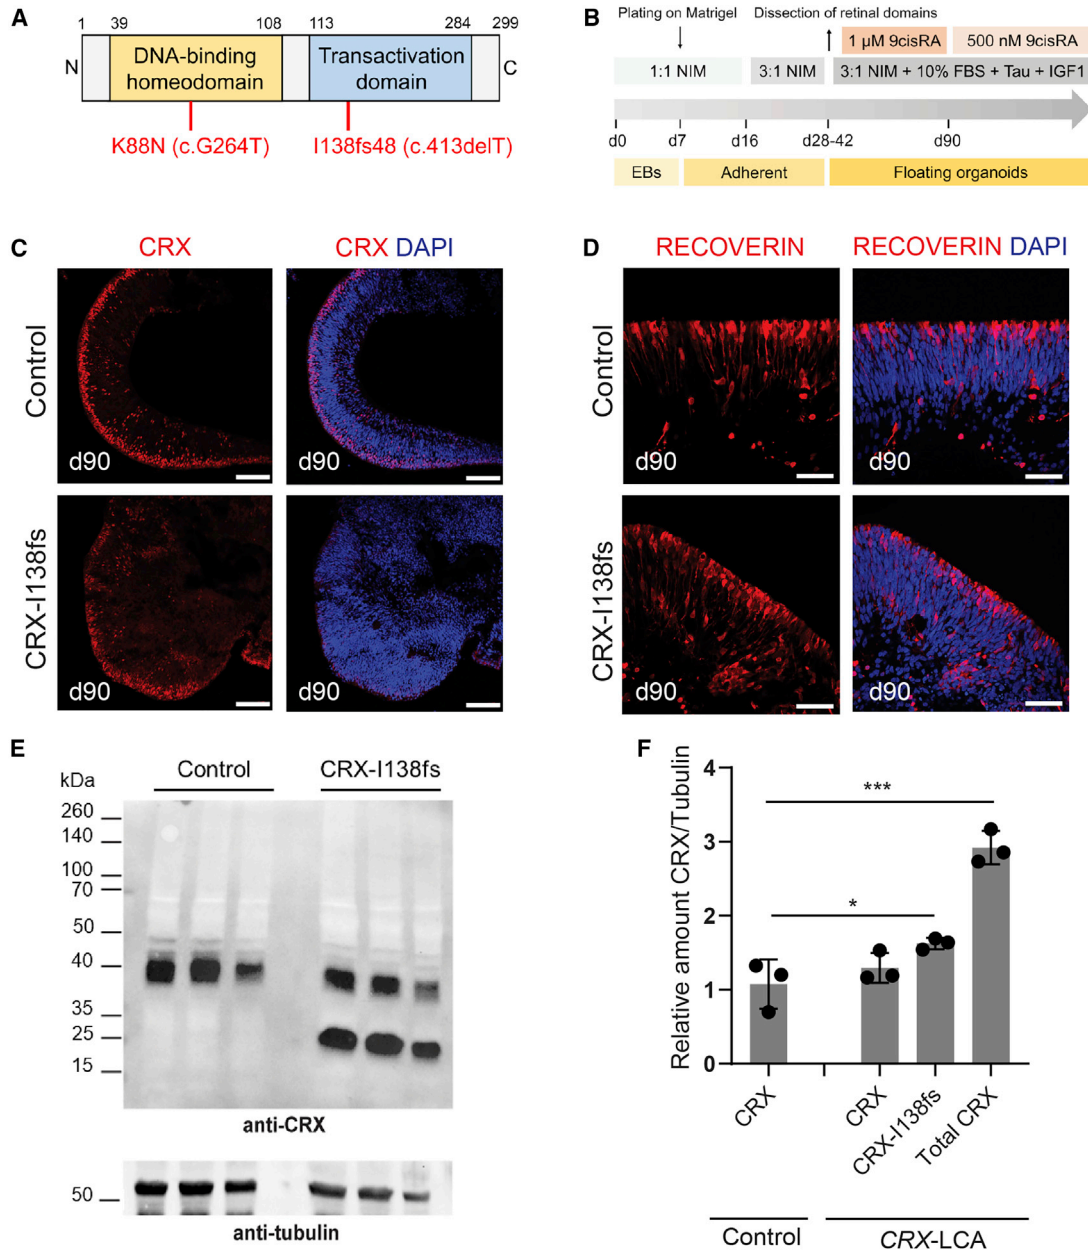 A
1 39 108 113 284 299
N
DNA-binding
homeodomain
Transactivation
domain
C
K88N (c.G264T)
I138fs48 (c.413delT)
B
Plating on Matrigel
Dissection of retinal domains
1 µM 9cisRA
500 nM 9cisRA
1:1 NIM
3:1 NIM
3:1 NIM + 10% FBS + Tau + IGF1
d0 d7 d16 d28-42 d90
EBs
Adherent
Floating organoids
C
CRX
CRX DAPI
Control
d90
d90
CRX-I138fs
d90
d90
D
RECOVERIN
RECOVERIN DAPI
Control
d90
d90
CRX-I138fs
d90
d90
E
kDa
Control
CRX-I138fs
260
140
100
70
50
40
35
25
15
anti-CRX
50
anti-tubulin
F
Relative amount CRX/Tubulin
4
3
2
1
0
***
*
CRX
CRX
CRX-I138fs
Total CRX
Control
CRX-LCA